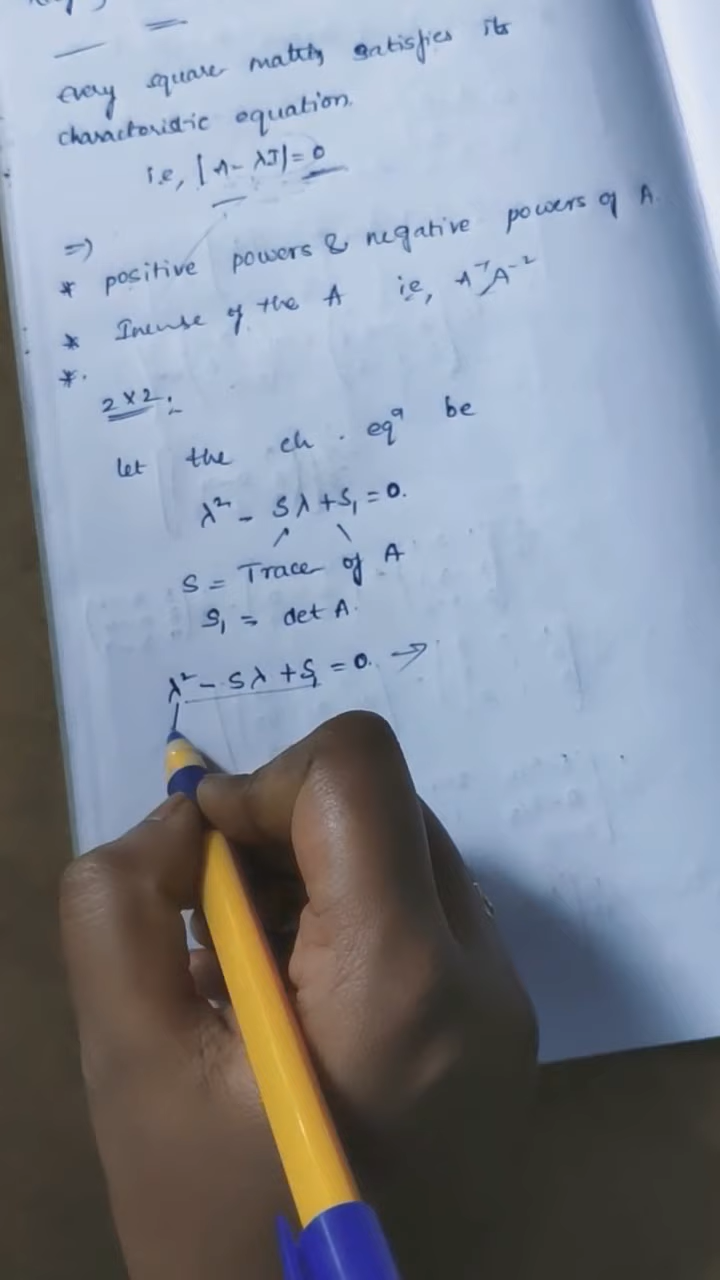 every square matrix satisfies its
characteristic equation.
i.e, |A - λI| = 0
⇒)
* positive powers & negative powers of A.
* Inverse of the A ie, A⁻¹, A⁻²
*.
2×2:
let the ch. eqⁿ be
λ² - Sλ + S₁ = 0.
S = Trace of A
S₁ = det A.
λ² - Sλ + S₁ = 0. →